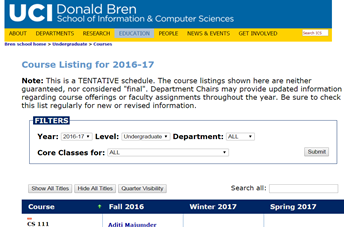 UCI Donald Bren
School of Information & Computer Sciences
ABOUT DEPARTMENTS RESEARCH EDUCATION PEOPLE NEWS & EVENTS GET INVOLVED Search ICS
Bren school home > Undergraduate > Courses
Course Listing for 2016-17
Note: This is a TENTATIVE schedule. The course listings shown here are neither
guaranteed, nor considered "final". Department Chairs may provide updated information
regarding course offerings or faculty assignments throughout the year. Be sure to check
this list regularly for new or revised information.
FILTERS
Year: 2016-17 Level: Undergraduate Department: ALL
Core Classes for: ALL Submit
Show All Titles Hide All Titles Quarter Visibility Search all:
Course Fall 2016 Winter 2017 Spring 2017
CS 111 Aditi Majumder